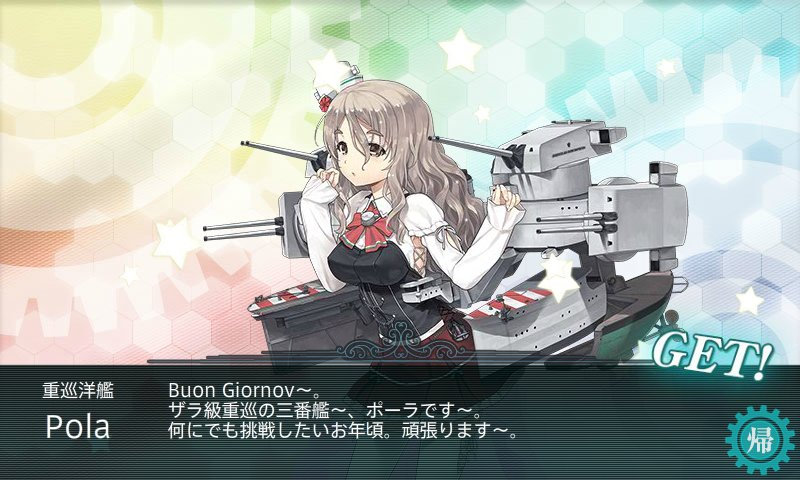 GET!
重巡洋艦
Pola
Buon Giornov～。
ザラ級重巡の三番艦～、ポーラです～。
何にでも挑戦したいお年頃。頑張ります～。
帰